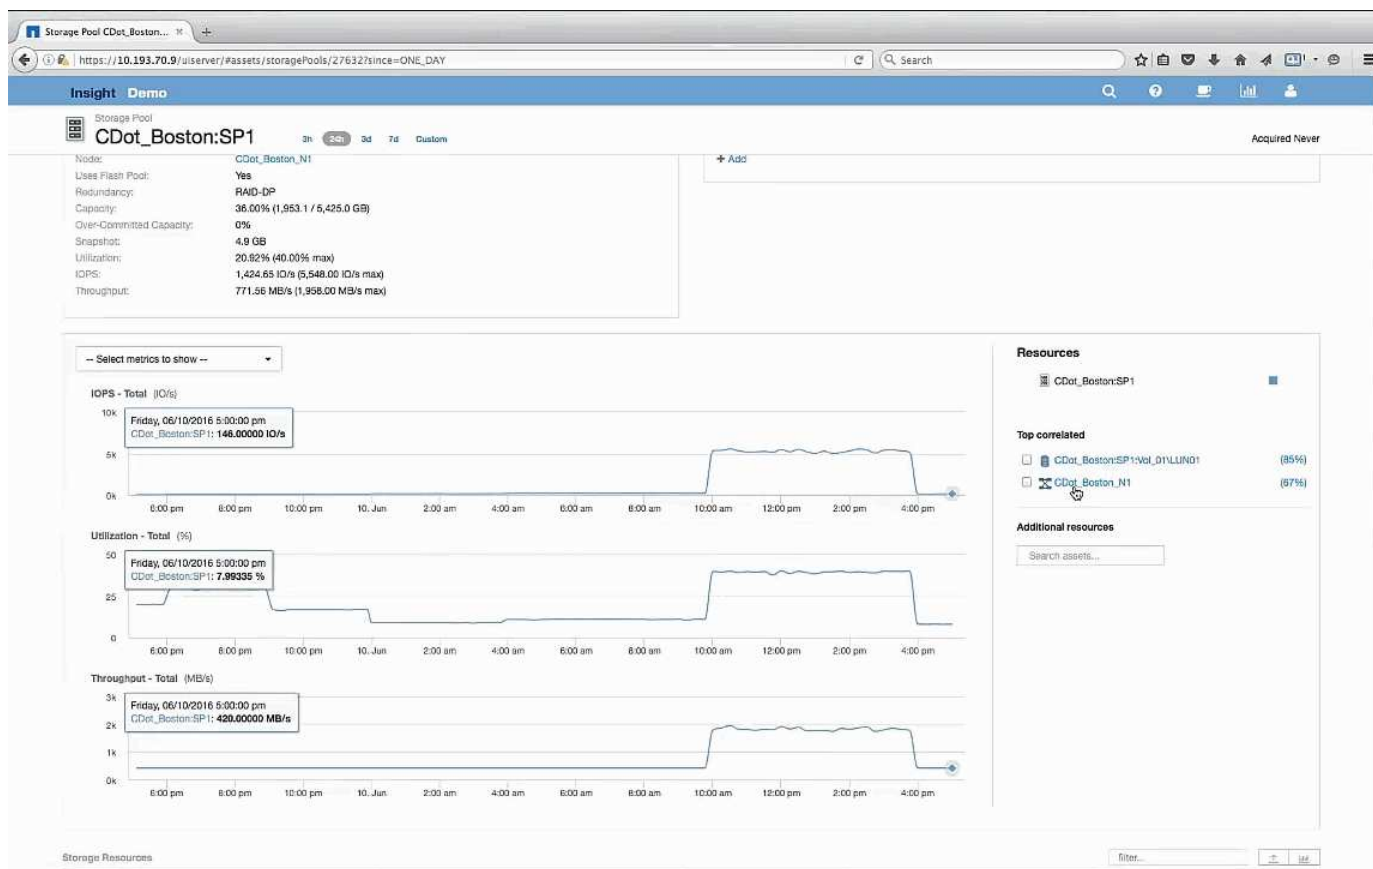 Storage Pool CDot_Boston... × +
https://10.193.70.9/uiserver/#assets/storagePools/27632?since=ONE_DAY
Search
Insight Demo
Storage Pool
CDot_Boston:SP1
3h 24h 3d 7d Custom
Acquired Never
Node: CDot_Boston_N1
+ Add
Uses Flash Pool: Yes
Redundancy: RAID-DP
Capacity: 36.00% (1,953.1 / 5,425.0 GB)
Over-Committed Capacity: 0%
Snapshot: 4.9 GB
Utilization: 20.92% (40.00% max)
IOPS: 1,424.65 IO/s (5,548.00 IO/s max)
Throughput: 771.56 MB/s (1,958.00 MB/s max)
-- Select metrics to show --
IOPS - Total (IO/s)
10k
5k
0k
Friday, 06/10/2016 5:00:00 pm
CDot_Boston:SP1: 146.00000 IO/s
6:00 pm 8:00 pm 10:00 pm 10. Jun 2:00 am 4:00 am 6:00 am 8:00 am 10:00 am 12:00 pm 2:00 pm 4:00 pm
Utilization - Total (%)
50
25
0
Friday, 06/10/2016 5:00:00 pm
CDot_Boston:SP1: 7.99335 %
6:00 pm 8:00 pm 10:00 pm 10. Jun 2:00 am 4:00 am 6:00 am 8:00 am 10:00 am 12:00 pm 2:00 pm 4:00 pm
Throughput - Total (MB/s)
3k
2k
1k
0k
Friday, 06/10/2016 5:00:00 pm
CDot_Boston:SP1: 420.00000 MB/s
6:00 pm 8:00 pm 10:00 pm 10. Jun 2:00 am 4:00 am 6:00 am 8:00 am 10:00 am 12:00 pm 2:00 pm 4:00 pm
Resources
CDot_Boston:SP1
Top correlated
CDot_Boston:SP1:Vol_01\LUN01 (85%)
CDot_Boston_N1 (67%)
Additional resources
Search assets...
Storage Resources
filter...